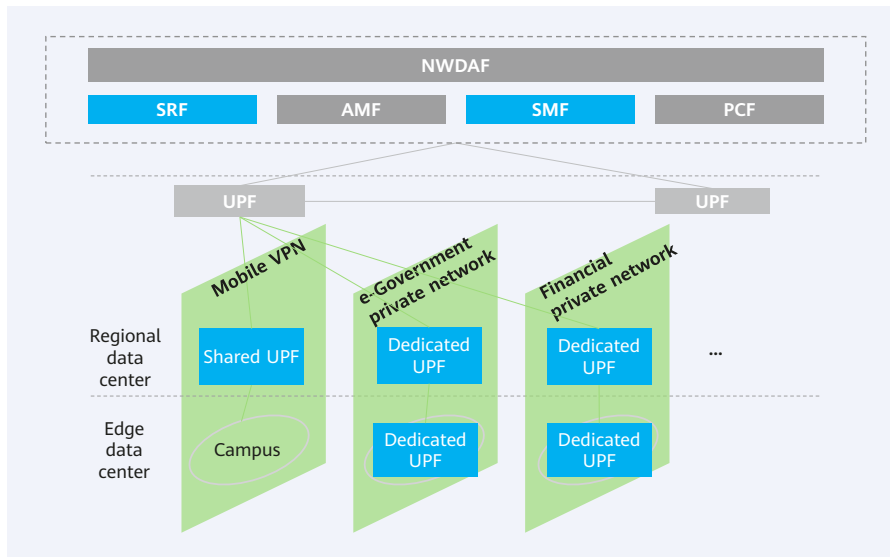 NWDAF
SRF
AMF
SMF
PCF
UPF
UPF
Mobile VPN
e-Government
private network
Financial
private network
Regional
data
center
Shared UPF
Dedicated
UPF
Dedicated
UPF
...
Edge
data
center
Campus
Dedicated
UPF
Dedicated
UPF